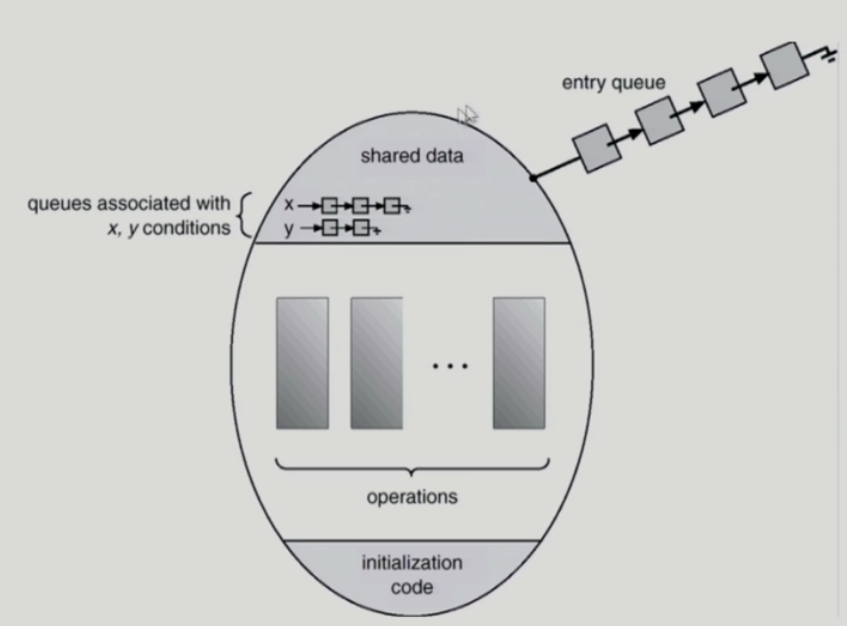 entry queue
shared data
queues associated with
x, y conditions
x
y
...
operations
initialization
code